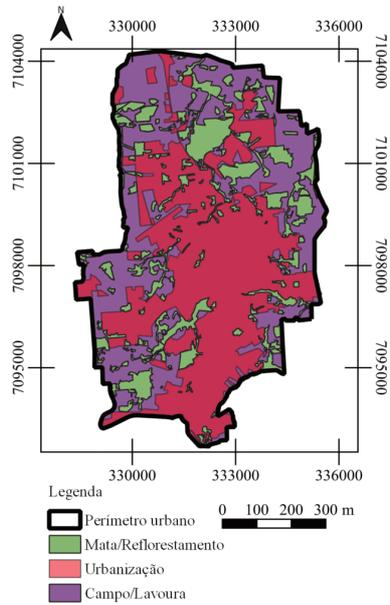 N
330000 333000 336000
7104000 7104000
7101000 7101000
7098000 7098000
7095000 7095000
330000 333000 336000
Legenda
Perímetro urbano
0 100 200 300 m
Mata/Reflorestamento
Urbanização
Campo/Lavoura